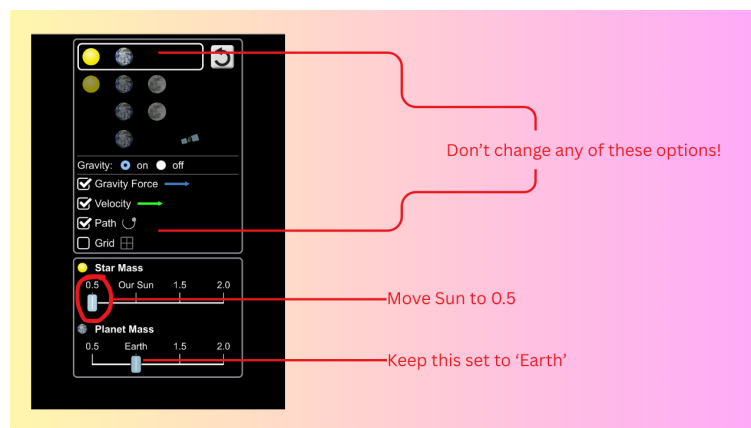 Gravity: on off
Gravity Force
Velocity
Path
Grid
Star Mass
0.5 Our Sun 1.5 2.0
Planet Mass
0.5 Earth 1.5 2.0
Don’t change any of these options!
Move Sun to 0.5
Keep this set to ‘Earth’